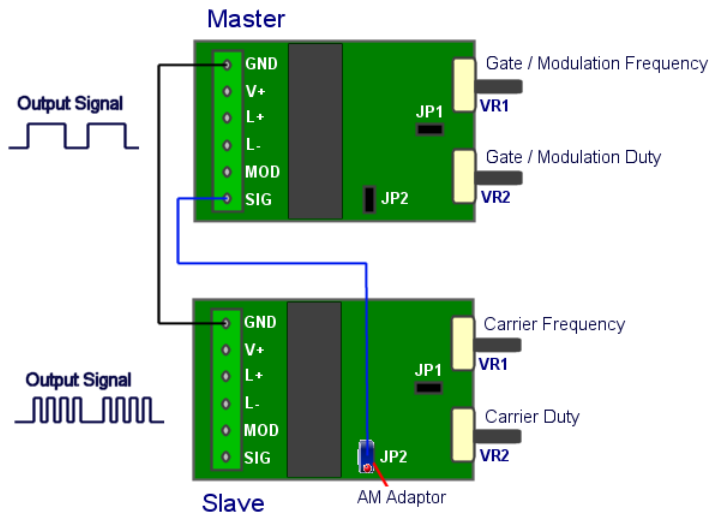 Master
Output Signal
GND
V+
L+
L-
MOD
SIG
JP1
JP2
Gate / Modulation Frequency
VR1
Gate / Modulation Duty
VR2
Output Signal
GND
V+
L+
L-
MOD
SIG
JP1
JP2
Carrier Frequency
VR1
Carrier Duty
VR2
AM Adaptor
Slave